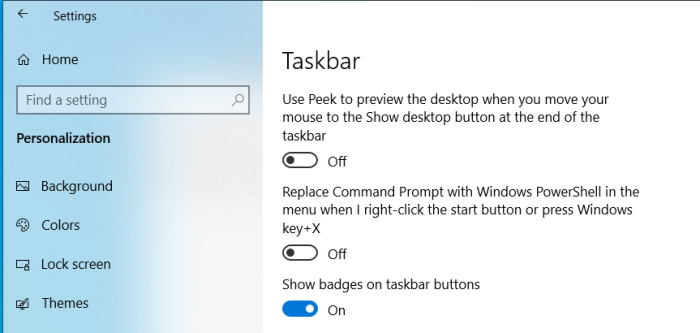 Settings
Home
Find a setting
Personalization
Background
Colors
Lock screen
Themes
Taskbar
Use Peek to preview the desktop when you move your
mouse to the Show desktop button at the end of the
taskbar
Off
Replace Command Prompt with Windows PowerShell in the
menu when I right-click the start button or press Windows
key+X
Off
Show badges on taskbar buttons
On